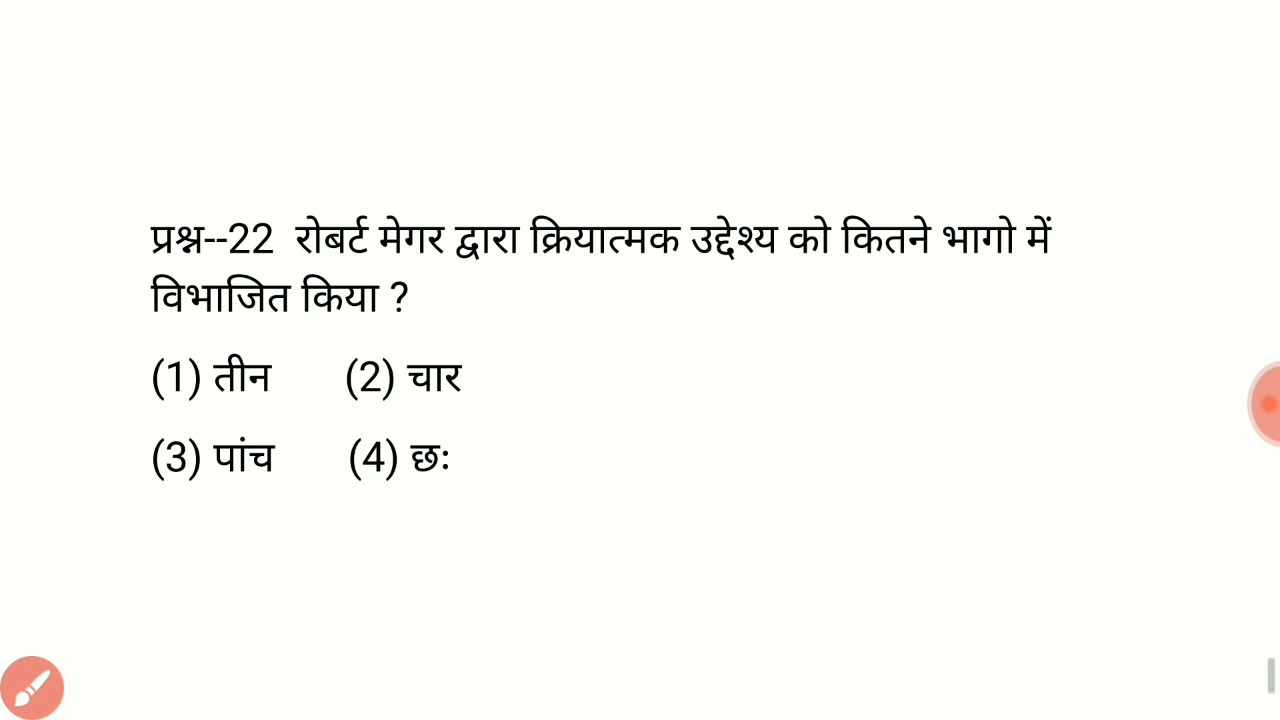 प्रश्न--22  रोबर्ट मेगर द्वारा क्रियात्मक उद्देश्य को कितने भागो में
विभाजित किया ?
(1) तीन      (2) चार
(3) पांच      (4) छः